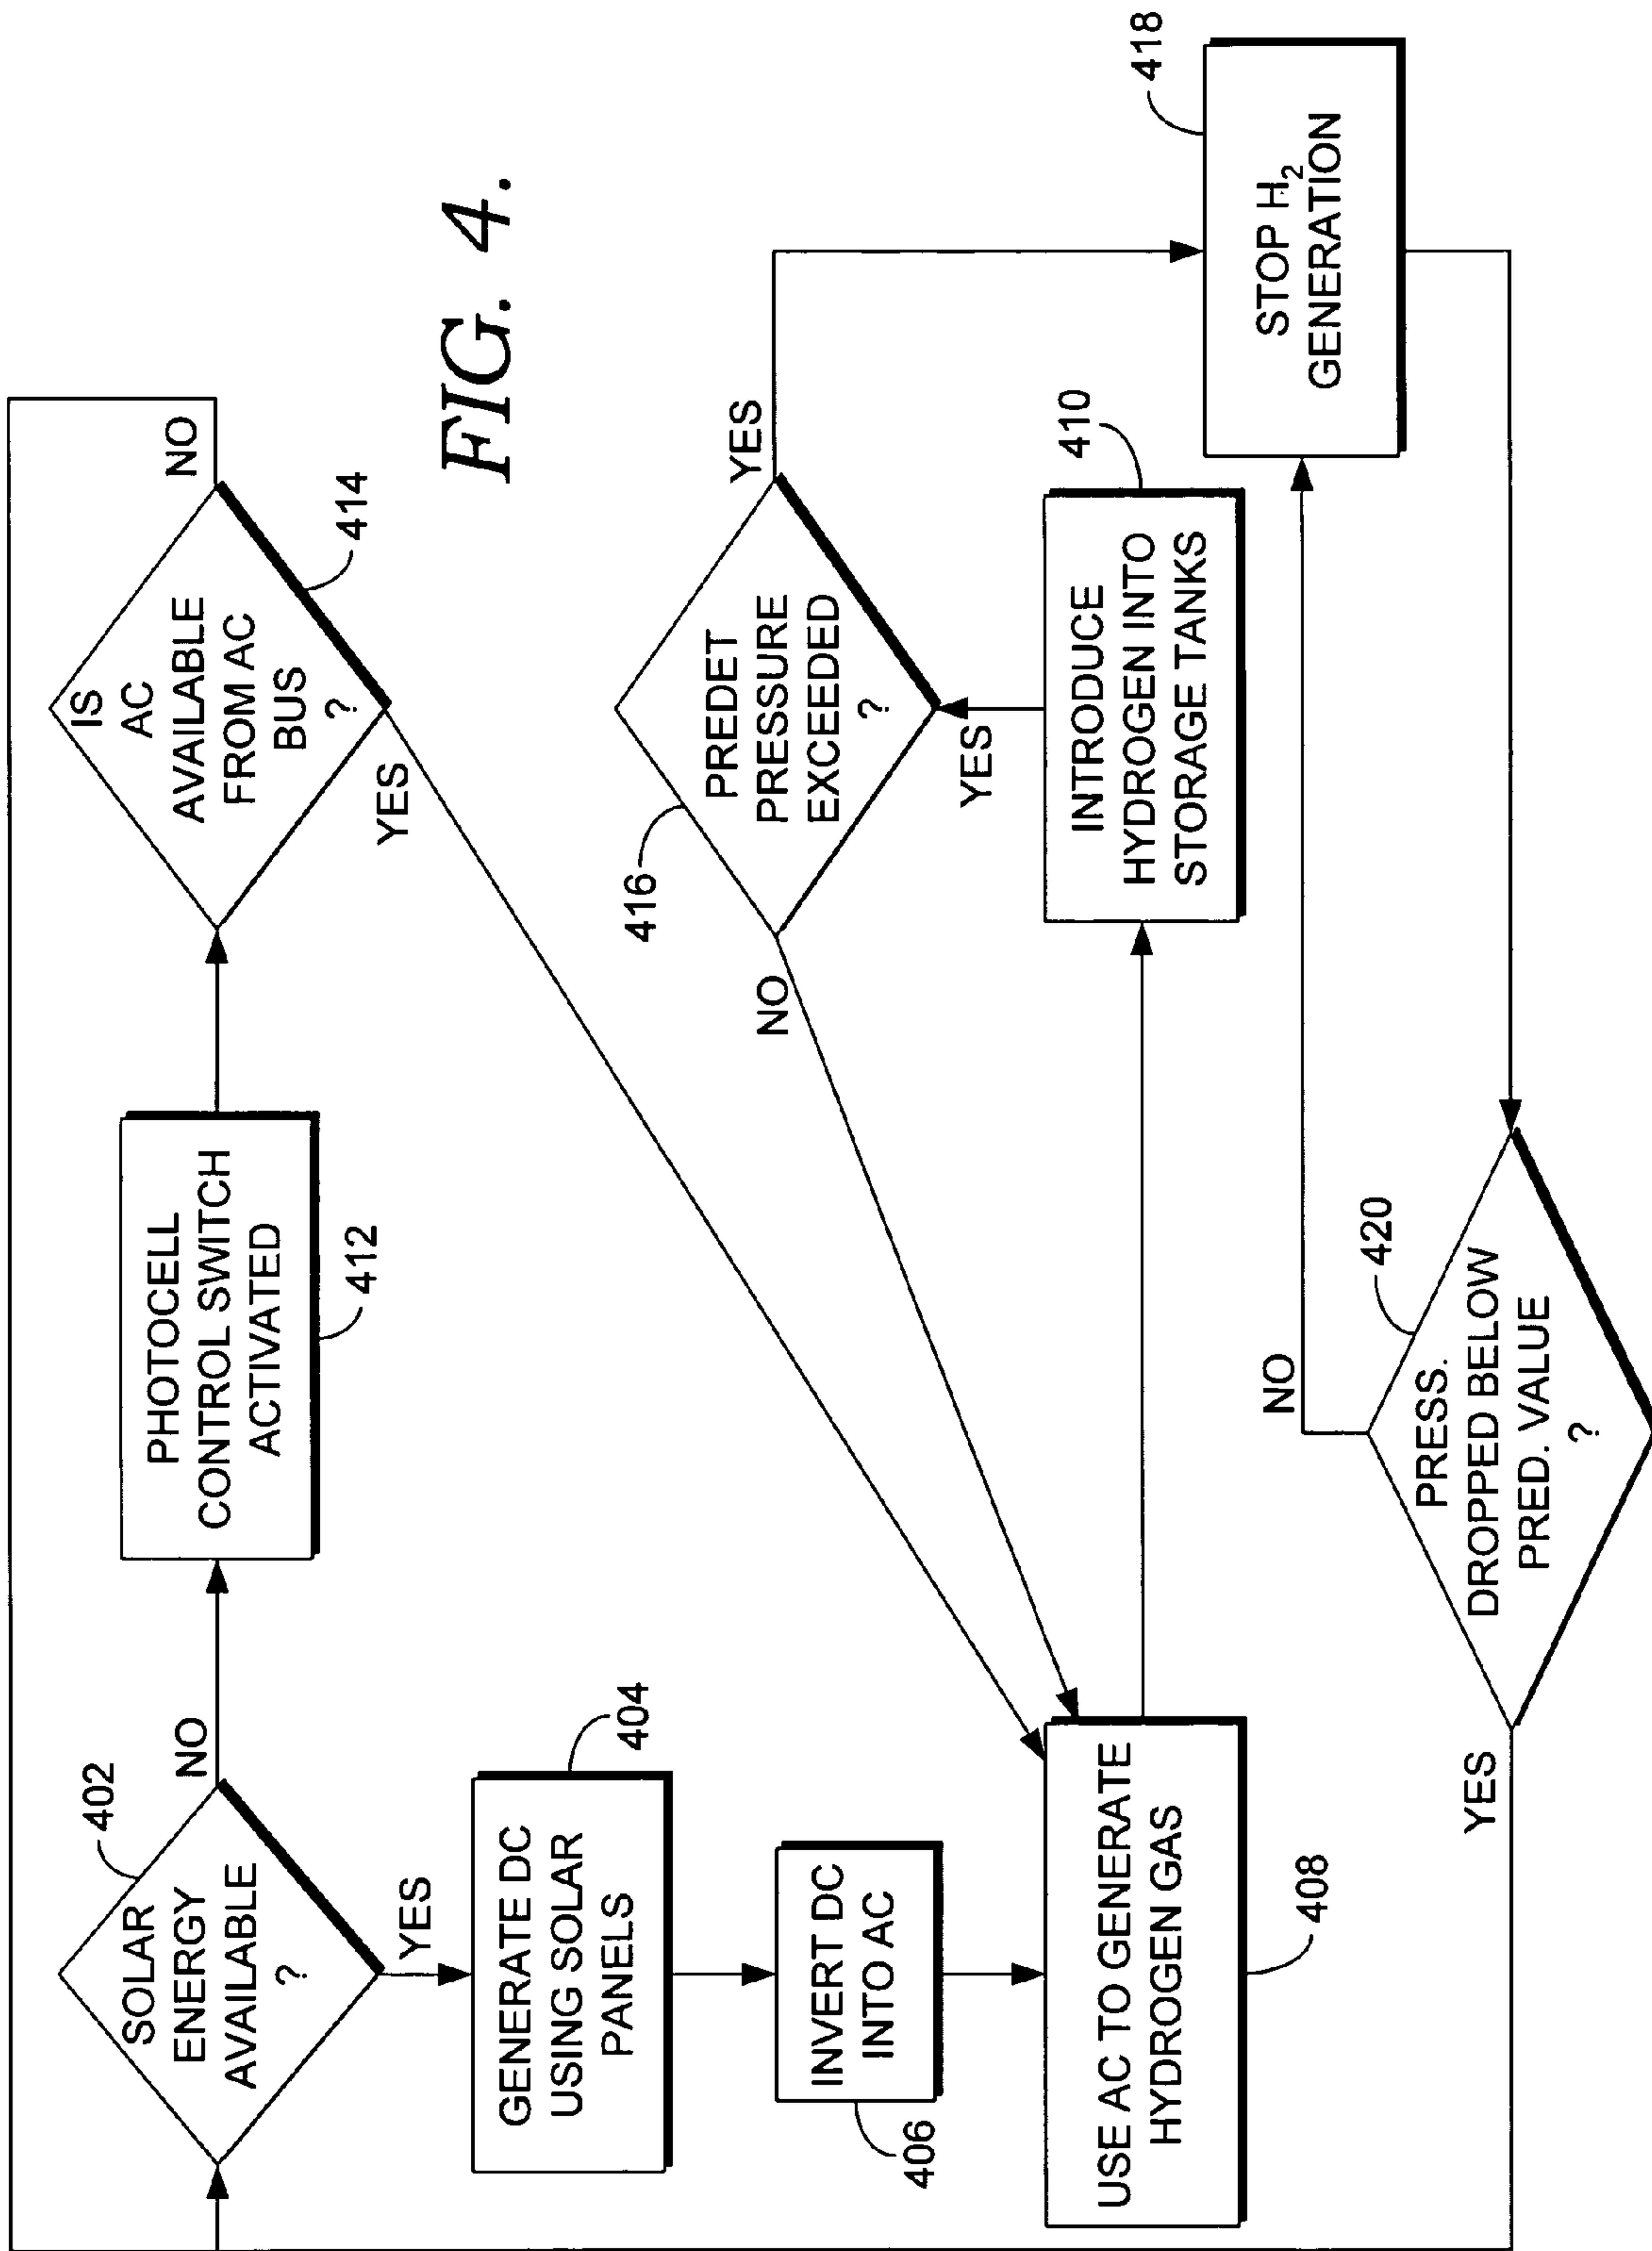 FIG. 4.
402
SOLAR
ENERGY
AVAILABLE
?
NO
YES
PHOTOCELL
CONTROL SWITCH
ACTIVATED
412
IS
AC
AVAILABLE
FROM AC
BUS
?
NO
414
YES
GENERATE DC
USING SOLAR
PANELS
404
INVERT DC
INTO AC
406
USE AC TO GENERATE
HYDROGEN GAS
408
INTRODUCE
HYDROGEN INTO
STORAGE TANKS
410
YES
PREDET
PRESSURE
EXCEEDED
?
416
NO
YES
STOP H₂
GENERATION
418
PRESS.
DROPPED BELOW
PRED. VALUE
?
420
NO
YES